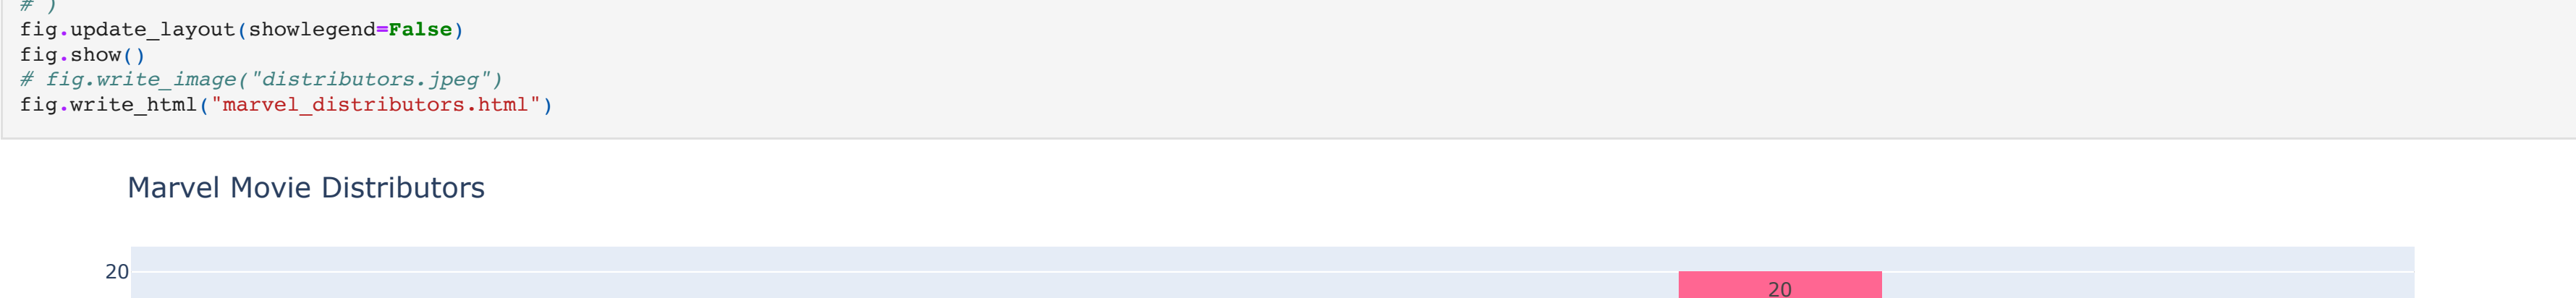 # )
fig.update_layout(showlegend=False)
fig.show()
# fig.write_image("distributors.jpeg")
fig.write_html("marvel_distributors.html")
Marvel Movie Distributors
20
20